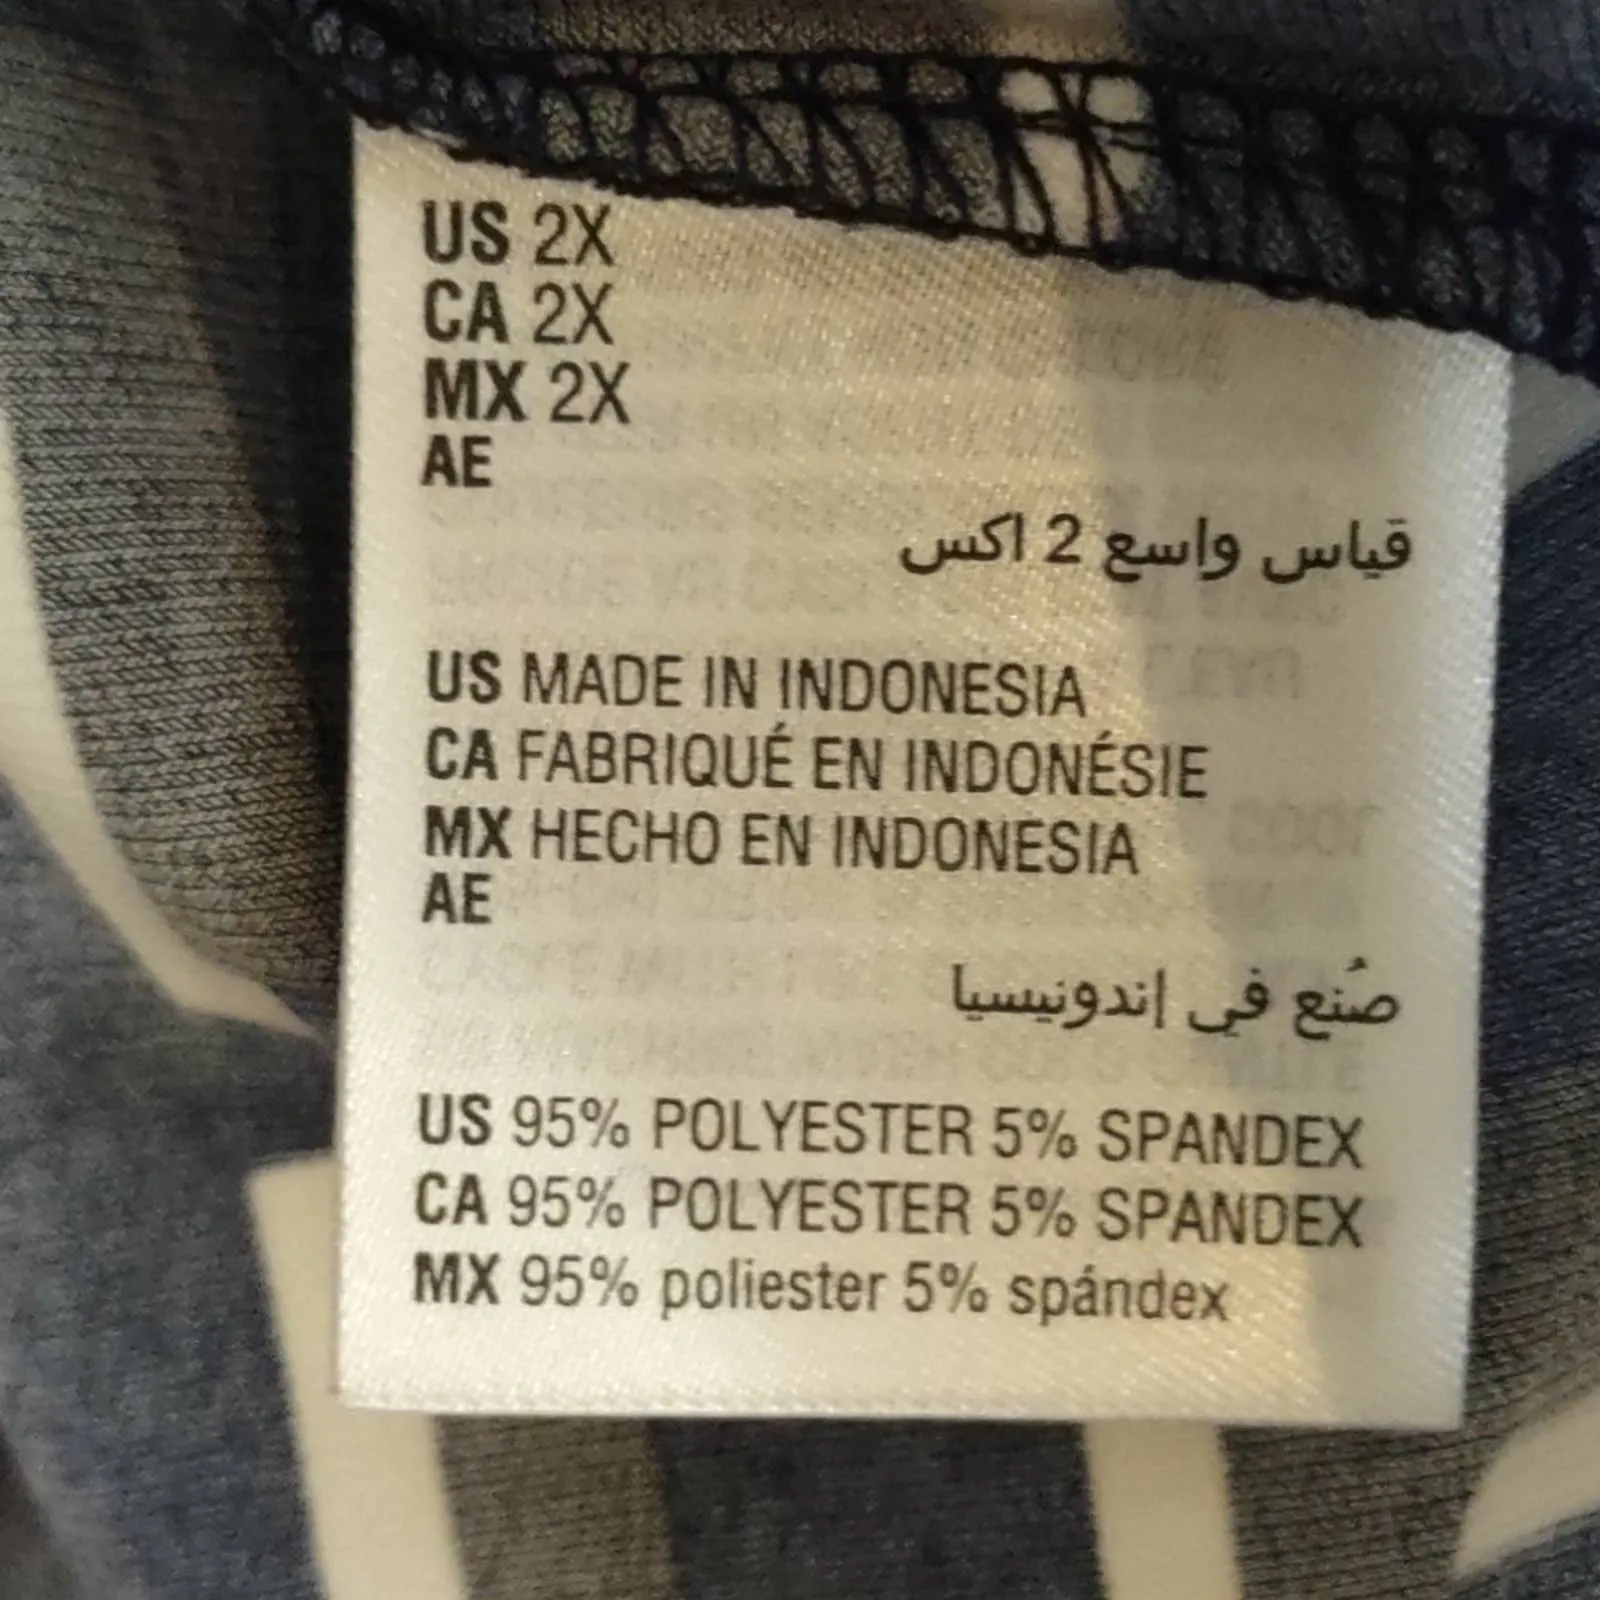 US 2X
CA 2X
MX 2X
AE
قياس واسع 2 اكس
US MADE IN INDONESIA
CA FABRIQUÉ EN INDONÉSIE
MX HECHO EN INDONESIA
AE
صُنع في إندونيسيا
US 95% POLYESTER 5% SPANDEX
CA 95% POLYESTER 5% SPANDEX
MX 95% poliester 5% spándex